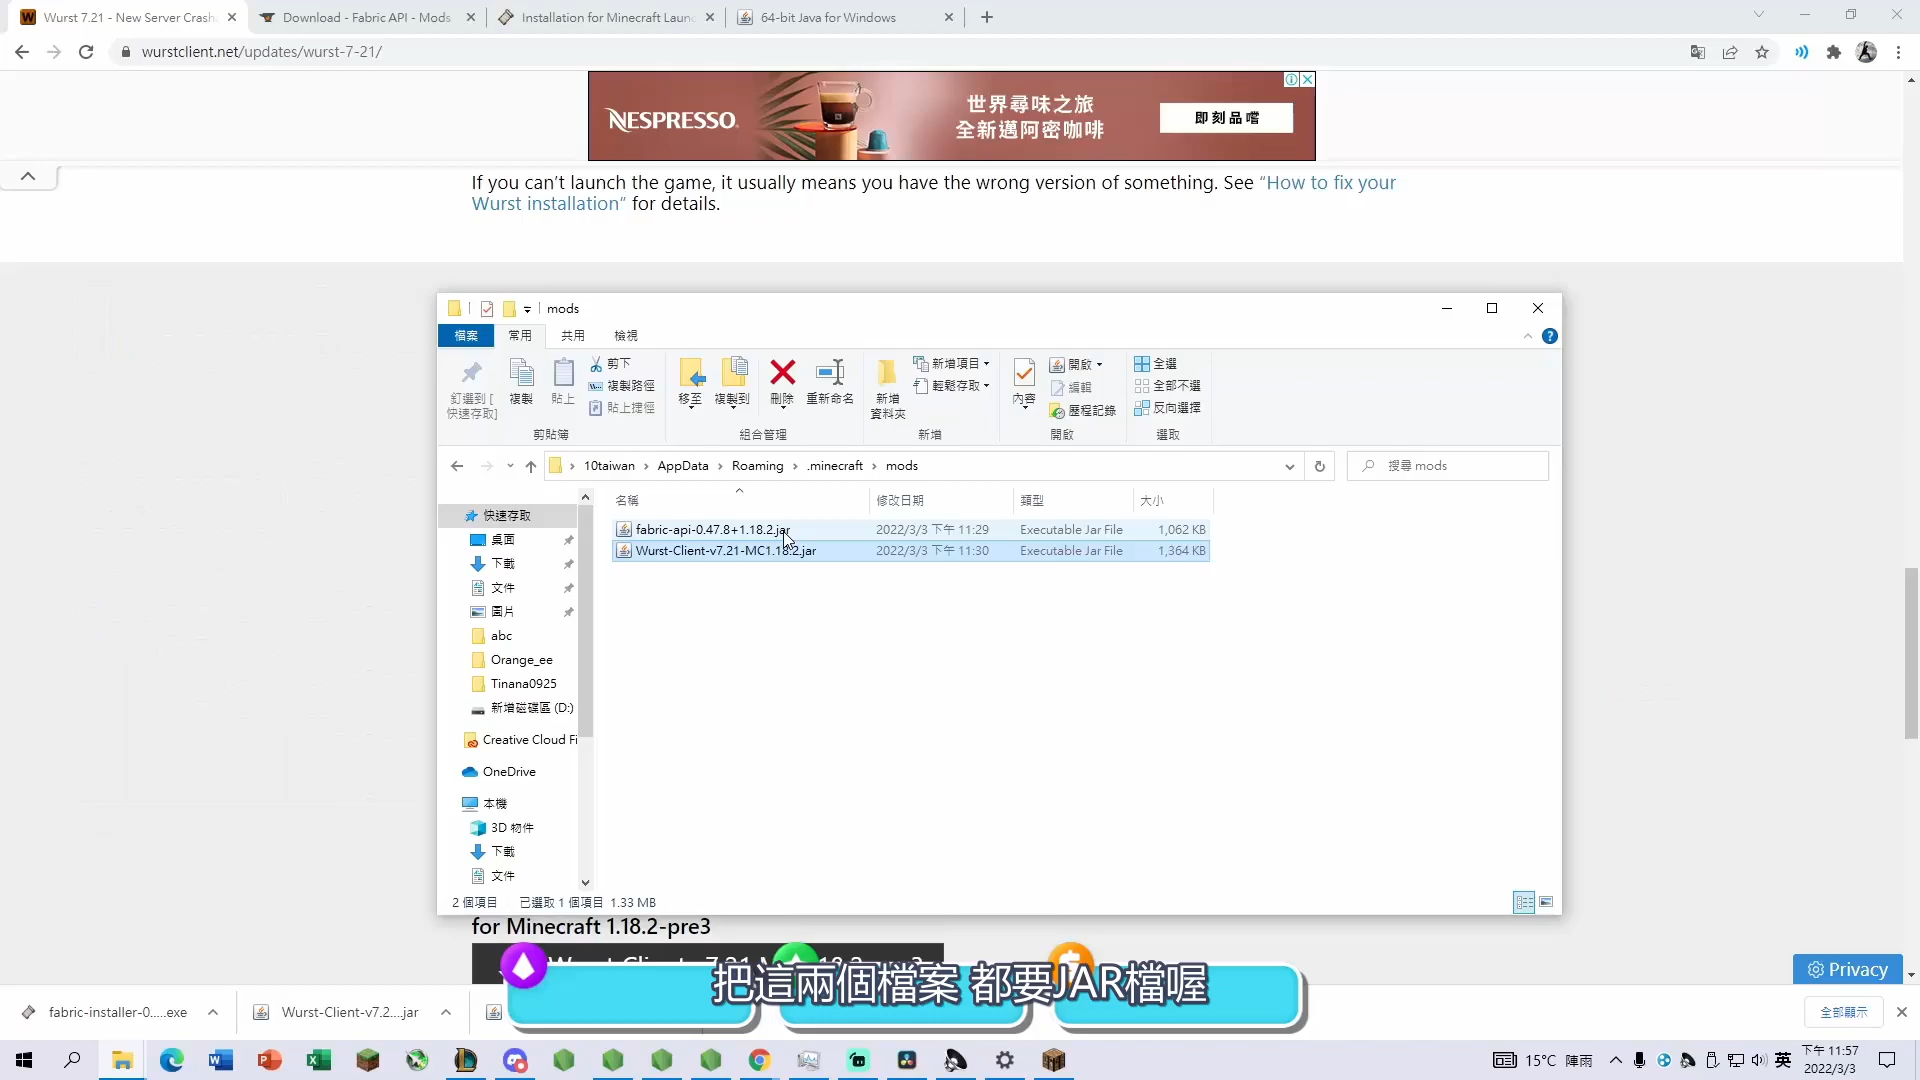 Wurst 7.21 - New Server Crash
Download - Fabric API - Mods
Installation for Minecraft Laun
64-bit Java for Windows
wurstclient.net/updates/wurst-7-21/
NESPRESSO
世界尋味之旅
全新邁阿密咖啡
即刻品嚐
If you can't launch the game, it usually means you have the wrong version of something. See “How to fix your
Wurst installation” for details.
mods
檔案
常用
共用
檢視
釘選到 [
快速存取]
複製
貼上
剪下
複製路徑
貼上捷徑
剪貼簿
移至
複製到
刪除
重新命名
組合管理
新增
資料夾
新增項目
輕鬆存取
新增
內容
開啟
編輯
歷程記錄
開啟
全選
全部不選
反向選擇
選取
10taiwan › AppData › Roaming › .minecraft › mods
搜尋 mods
名稱
修改日期
類型
大小
fabric-api-0.47.8+1.18.2.jar
2022/3/3 下午 11:29
Executable Jar File
1,062 KB
Wurst-Client-v7.21-MC1.18.2.jar
2022/3/3 下午 11:30
Executable Jar File
1,364 KB
快速存取
桌面
下載
文件
圖片
abc
Orange_ee
Tinana0925
新增磁碟區 (D:)
Creative Cloud Fi
OneDrive
本機
3D 物件
下載
文件
2 個項目
已選取 1 個項目 1.33 MB
for Minecraft 1.18.2-pre3
把這兩個檔案 都要JAR檔喔
Privacy
fabric-installer-0.....exe
Wurst-Client-v7.2....jar
全部顯示
15°C 陣雨
英
下午 11:57
2022/3/3